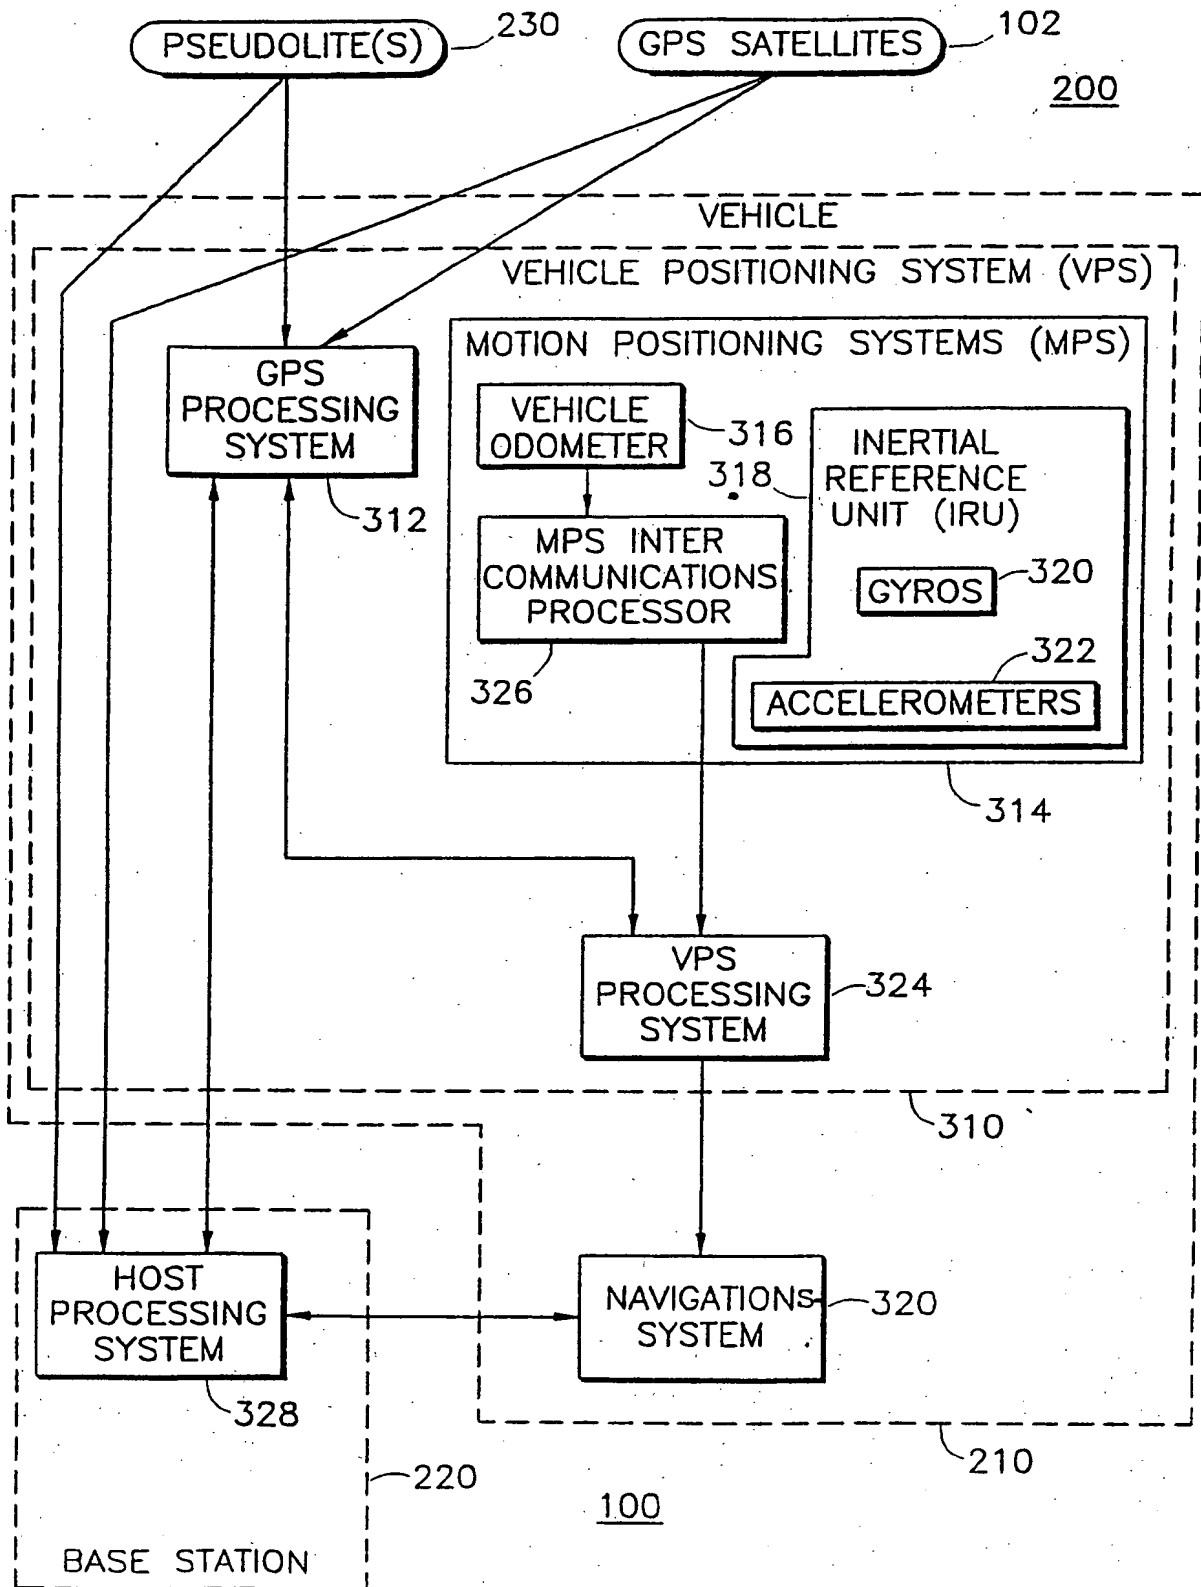 PSEUDOLITE(S)
230
GPS SATELLITES
102
200
VEHICLE
VEHICLE POSITIONING SYSTEM (VPS)
MOTION POSITIONING SYSTEMS (MPS)
GPS
PROCESSING
SYSTEM
312
VEHICLE
ODOMETER
316
318
INERTIAL
REFERENCE
UNIT (IRU)
MPS INTER
COMMUNICATIONS
PROCESSOR
326
GYROS
320
322
ACCELEROMETERS
314
VPS
PROCESSING
SYSTEM
324
310
HOST
PROCESSING
SYSTEM
328
NAVIGATIONS
SYSTEM
320
210
220
100
BASE STATION